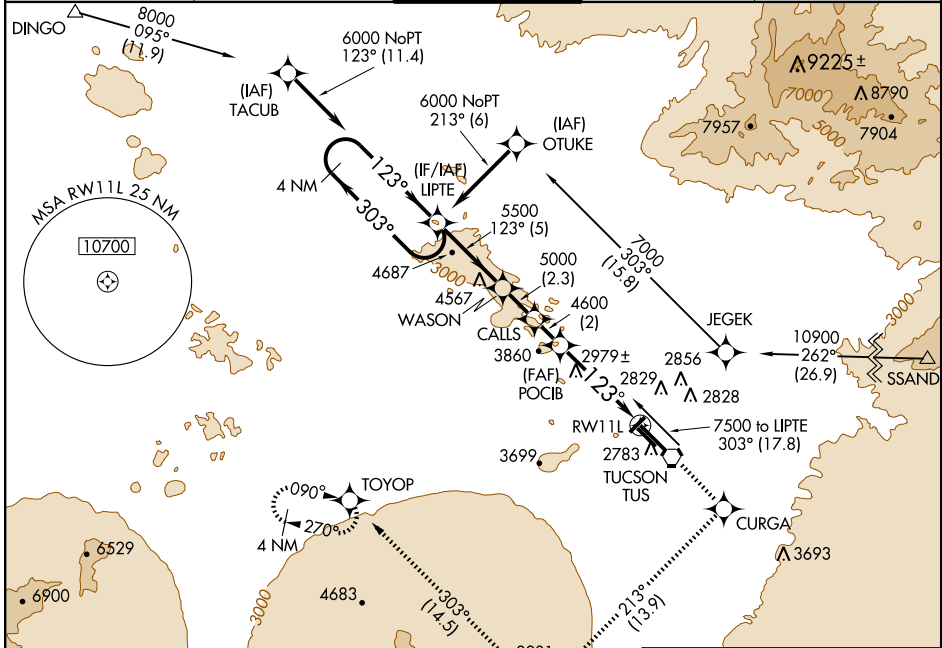 DINGO
8000
095°
(11.9)
(IAF)
TACUB
6000 NoPT
123° (11.4)
6000 NoPT
213° (6)
(IAF)
OTUKE
9225 ±
8790
7000
7957
7904
5000
4 NM
123°
303°
(IF/IAF)
LIPTE
MSA RW11L 25 NM
10700
5500
123° (5)
4687
3000
4567
WASON
5000
(2.3)
CALLS
4600
(2)
7000
303°
(15.8)
JEGEK
3000
10900
262°
(26.9)
SSAND
3860
(FAF)
POCIB
2979 ±
123°
2856
2829
2828
RW11L
7500 to LIPTE
303° (17.8)
2783
TUCSON
TUS
3699
TOYOP
090°
270°
4 NM
CURGA
3693
6529
6900
3000
4683
303°
(14.5)
213°
(13.9)